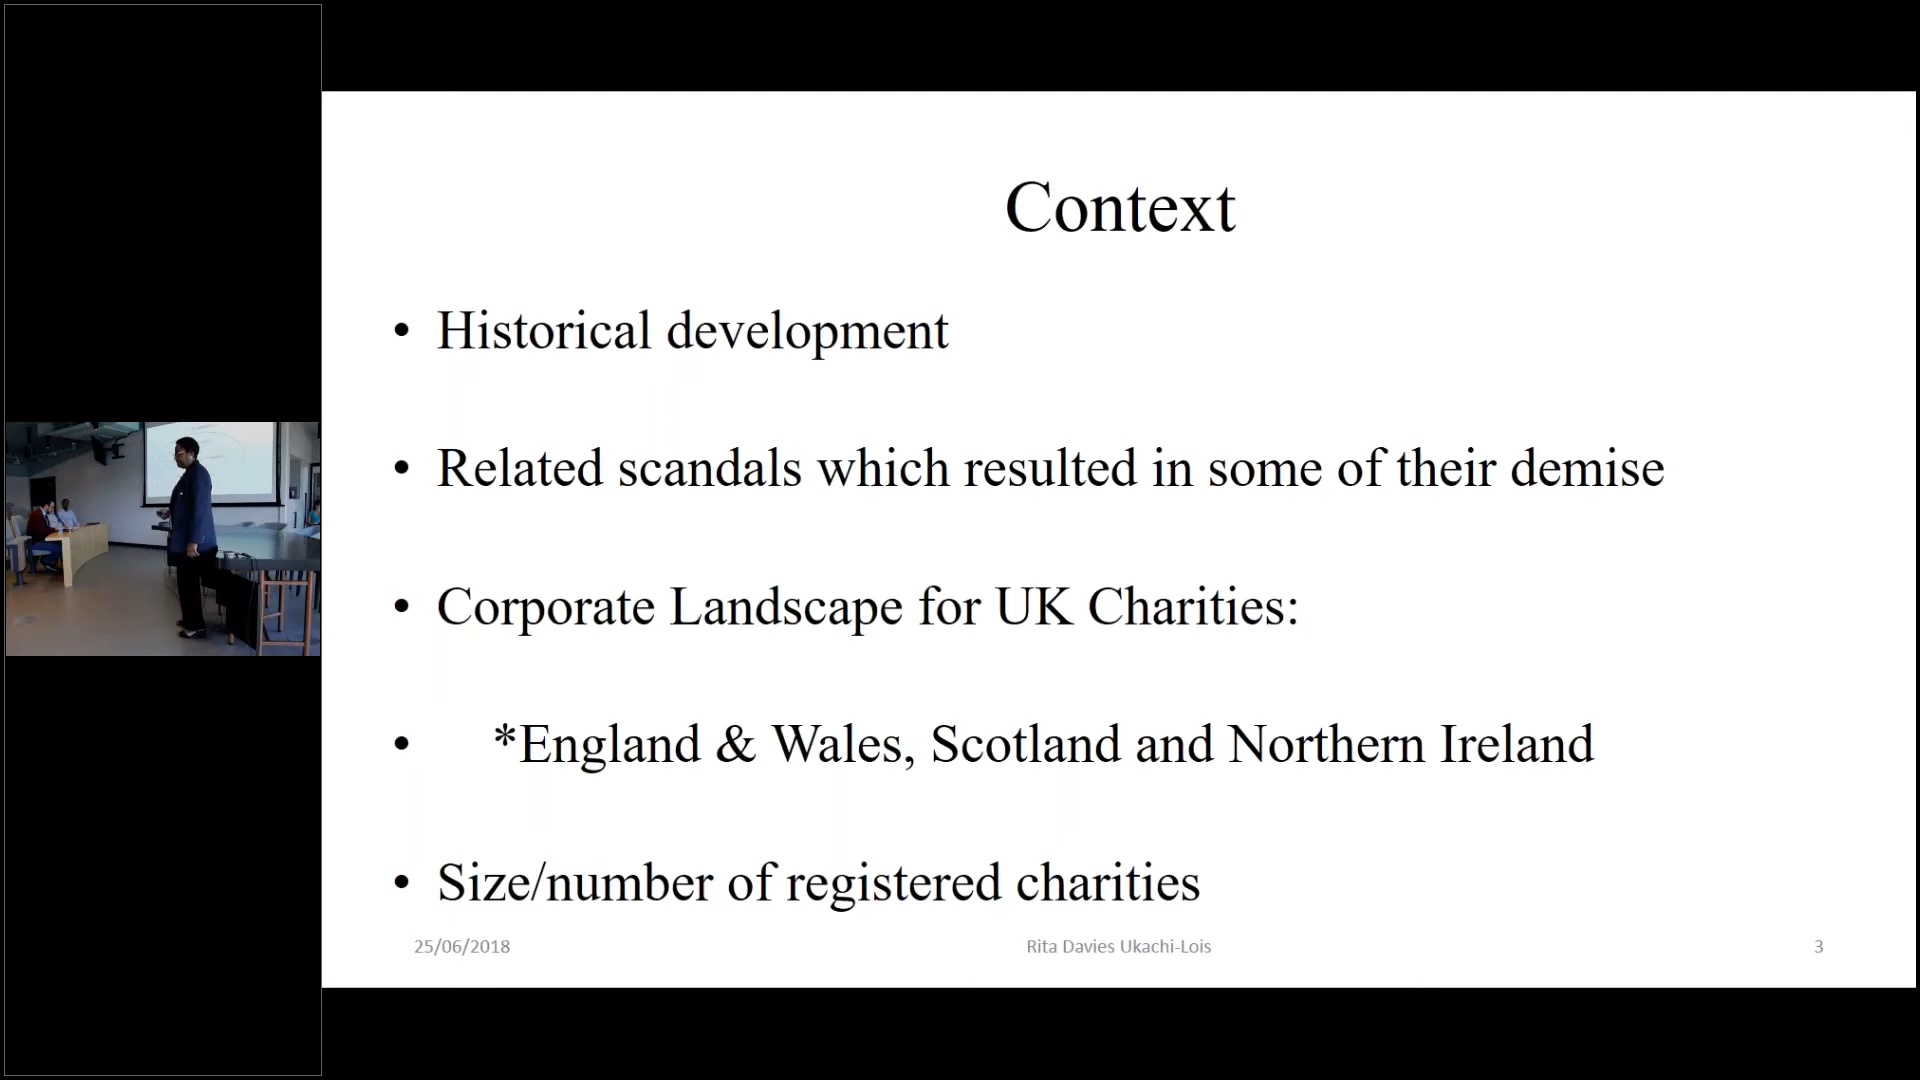 Context
• Historical development
• Related scandals which resulted in some of their demise
• Corporate Landscape for UK Charities:
• *England & Wales, Scotland and Northern Ireland
• Size/number of registered charities
25/06/2018
Rita Davies Ukachi-Lois
3